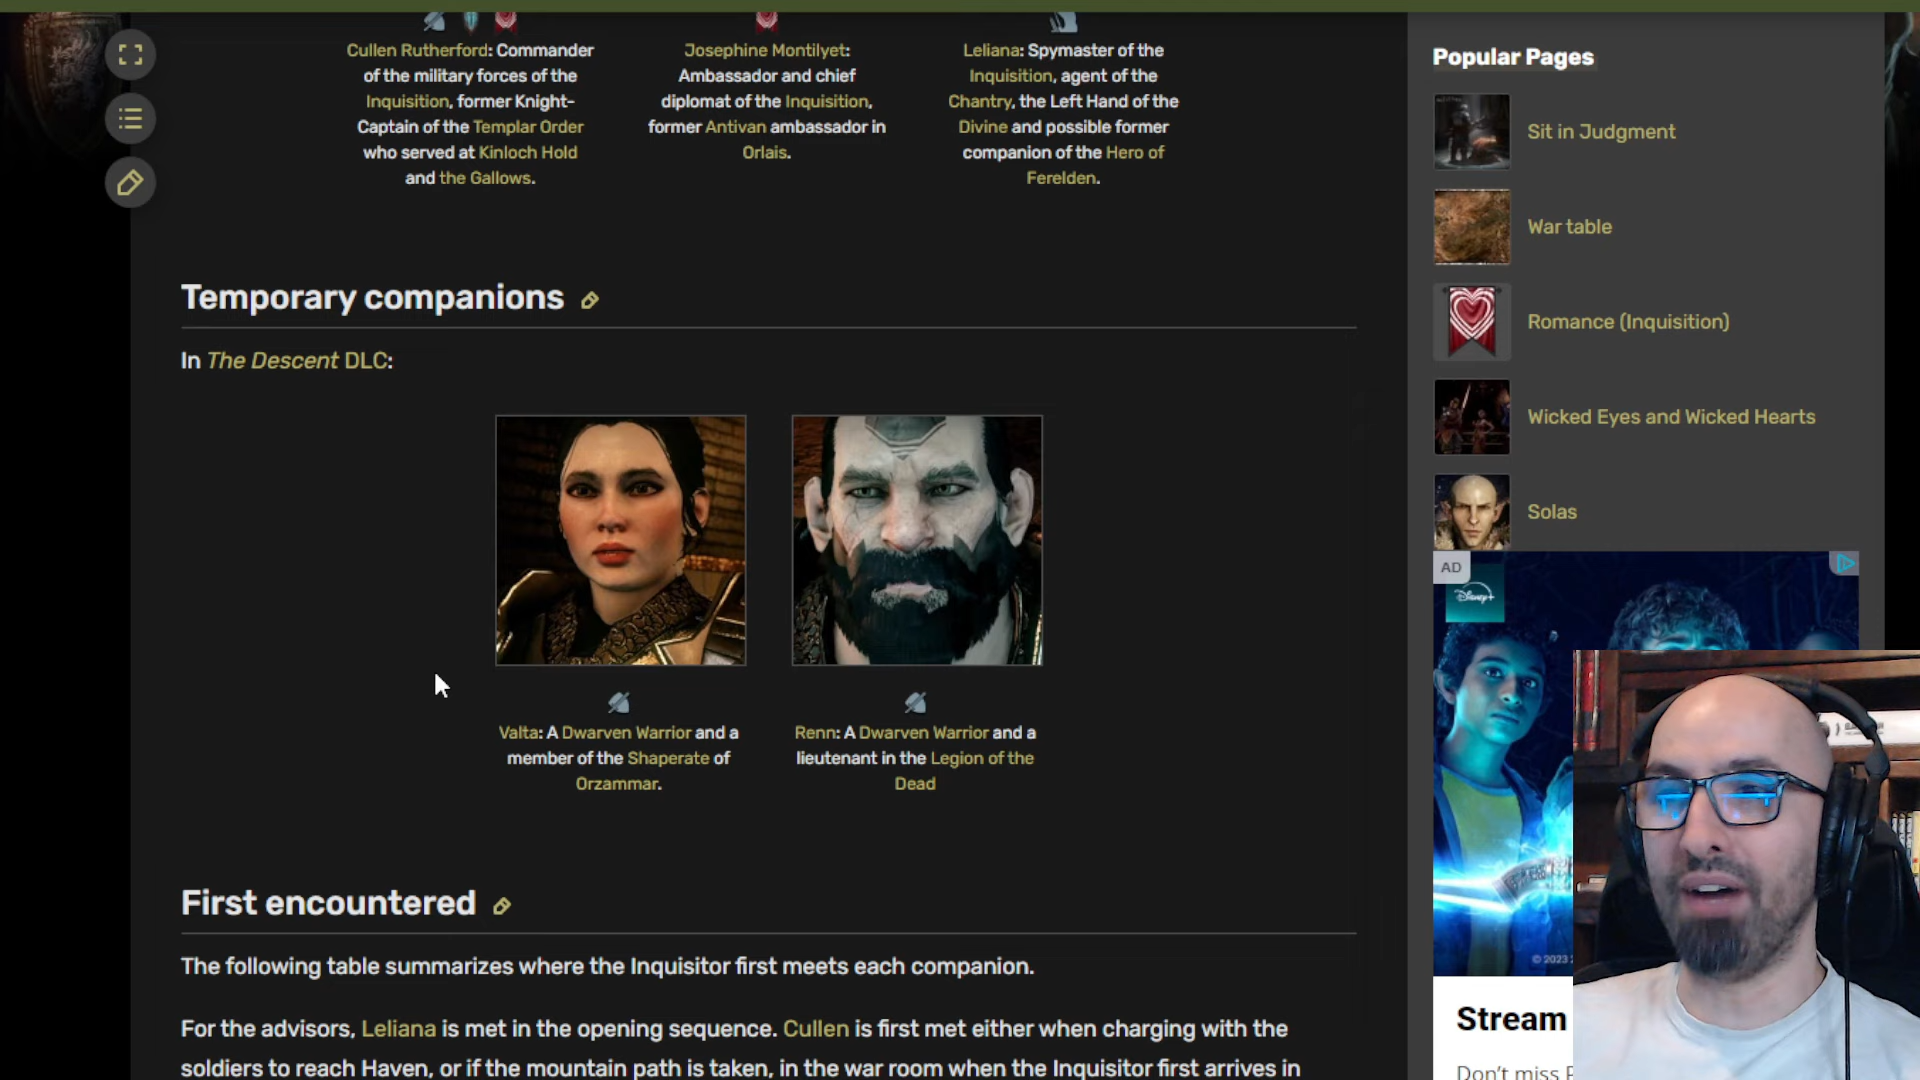 Cullen Rutherford: Commander
of the military forces of the
Inquisition, former Knight-
Captain of the Templar Order
who served at Kinloch Hold
and the Gallows.
Josephine Montilyet:
Ambassador and chief
diplomat of the Inquisition,
former Antivan ambassador in
Orlais.
Leliana: Spymaster of the
Inquisition, agent of the
Chantry, the Left Hand of the
Divine and possible former
companion of the Hero of
Ferelden.
Temporary companions
In The Descent DLC:
Valta: A Dwarven Warrior and a
member of the Shaperate of
Orzammar.
Renn: A Dwarven Warrior and a
lieutenant in the Legion of the
Dead
First encountered
The following table summarizes where the Inquisitor first meets each companion.
For the advisors, Leliana is met in the opening sequence. Cullen is first met either when charging with the
soldiers to reach Haven, or if the mountain path is taken, in the war room when the Inquisitor first arrives in
Popular Pages
Sit in Judgment
War table
Romance (Inquisition)
Wicked Eyes and Wicked Hearts
Solas
AD
Disney+
© 2023
Stream
Don't miss